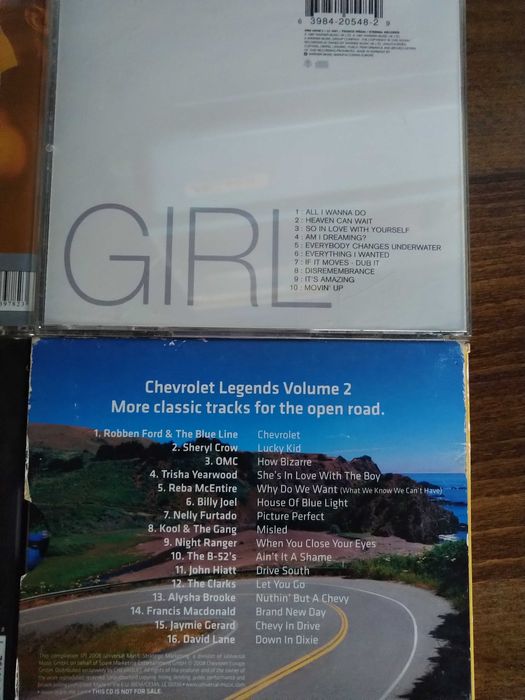 6 3984-20548-2 9
GIRL
1 : ALL I WANNA DO
2 : HEAVEN CAN WAIT
3 : SO IN LOVE WITH YOURSELF
4 : AM I DREAMING?
5 : EVERYBODY CHANGES UNDERWATER
6 : EVERYTHING I WANTED
7 : IF IT MOVES - DUB IT
8 : DISREMEMBRANCE
9 : IT'S AMAZING
10 : MOVIN' UP
Chevrolet Legends Volume 2
More classic tracks for the open road.
1. Robben Ford & The Blue Line Chevrolet
2. Sheryl Crow Lucky Kid
3. OMC How Bizarre
4. Trisha Yearwood She's In Love With The Boy
5. Reba McEntire Why Do We Want (What We Know We Can't Have)
6. Billy Joel House Of Blue Light
7. Nelly Furtado Picture Perfect
8. Kool & The Gang Misled
9. Night Ranger When You Close Your Eyes
10. The B-52's Ain't It A Shame
11. John Hiatt Drive South
12. The Clarks Let You Go
13. Alysha Brooke Nuthin' But A Chevy
14. Francis Macdonald Brand New Day
15. Jaymie Gerard Chevy In Drive
16. David Lane Down In Dixie
THIS CD IS NOT FOR SALE.